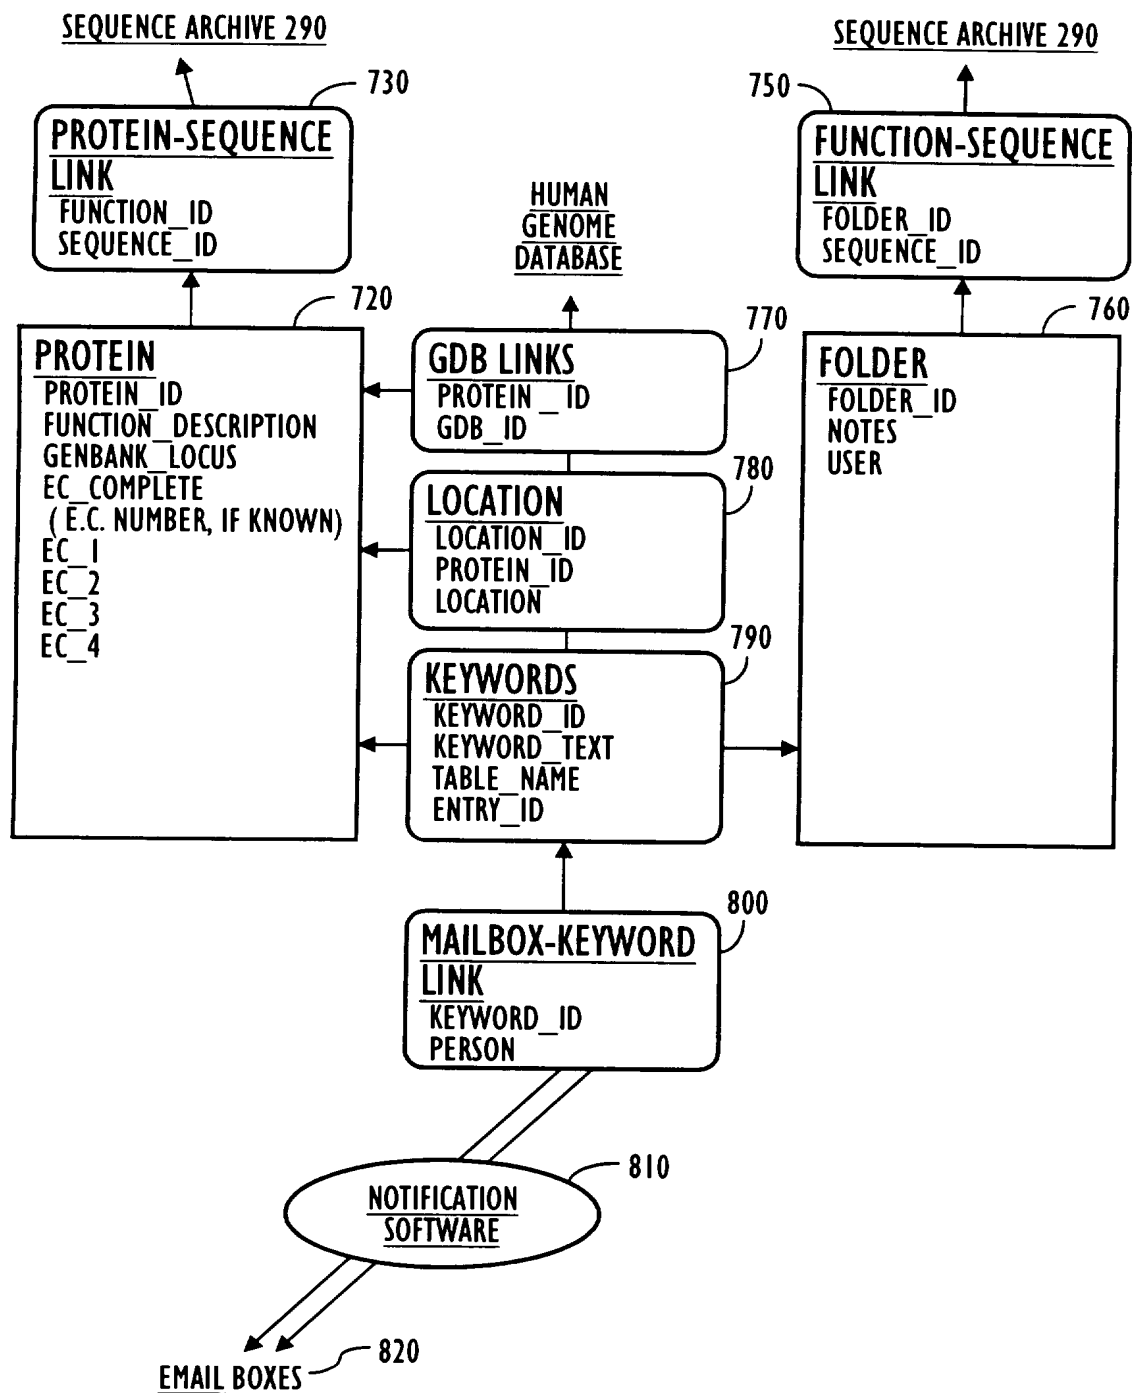 SEQUENCE ARCHIVE 290
SEQUENCE ARCHIVE 290
730
PROTEIN-SEQUENCE
LINK
FUNCTION_ID
SEQUENCE_ID
750
FUNCTION-SEQUENCE
LINK
FOLDER_ID
SEQUENCE_ID
HUMAN
GENOME
DATABASE
720
PROTEIN
PROTEIN_ID
FUNCTION_DESCRIPTION
GENBANK_LOCUS
EC_COMPLETE
( E.C. NUMBER, IF KNOWN)
EC_1
EC_2
EC_3
EC_4
770
GDB LINKS
PROTEIN_ID
GDB_ID
760
FOLDER
FOLDER_ID
NOTES
USER
780
LOCATION
LOCATION_ID
PROTEIN_ID
LOCATION
790
KEYWORDS
KEYWORD_ID
KEYWORD_TEXT
TABLE_NAME
ENTRY_ID
800
MAILBOX-KEYWORD
LINK
KEYWORD_ID
PERSON
810
NOTIFICATION
SOFTWARE
820
EMAIL BOXES